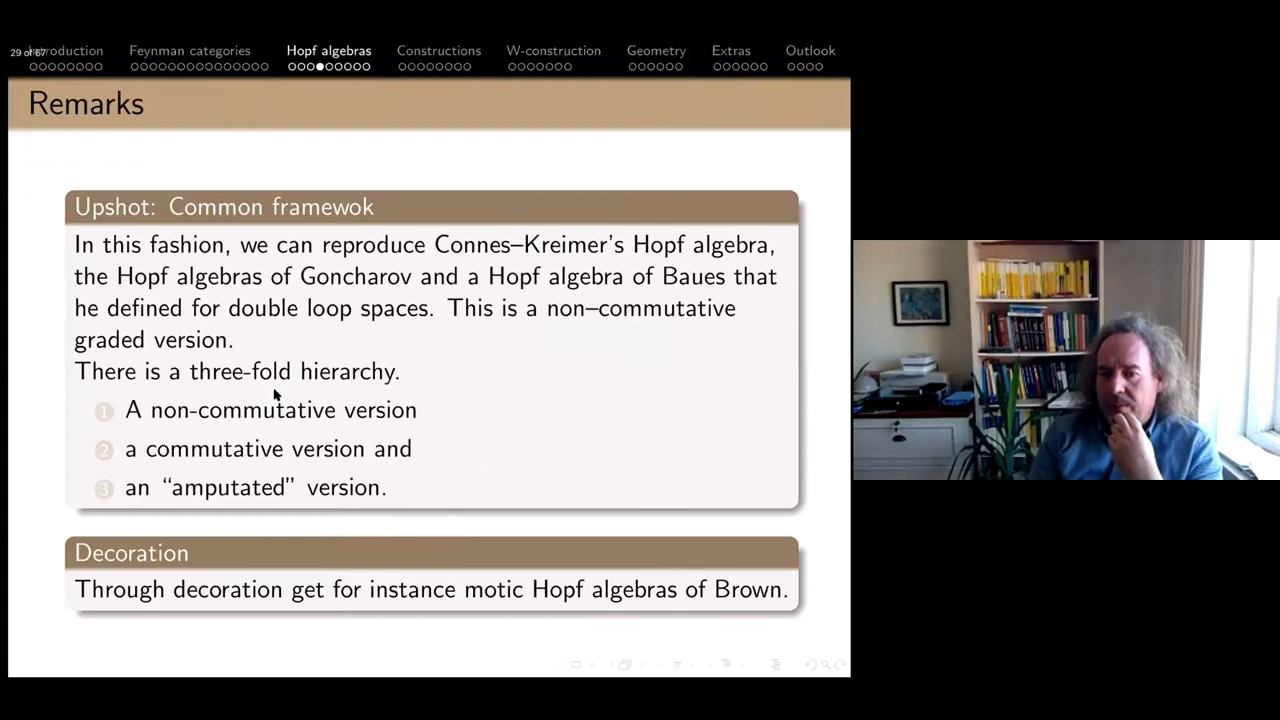 29 of 67
Introduction Feynman categories Hopf algebras Constructions W-construction Geometry Extras Outlook
Remarks
Upshot: Common framewok
In this fashion, we can reproduce Connes–Kreimer's Hopf algebra,
the Hopf algebras of Goncharov and a Hopf algebra of Baues that
he defined for double loop spaces. This is a non–commutative
graded version.
There is a three-fold hierarchy.
1 A non-commutative version
2 a commutative version and
3 an “amputated” version.
Decoration
Through decoration get for instance motic Hopf algebras of Brown.